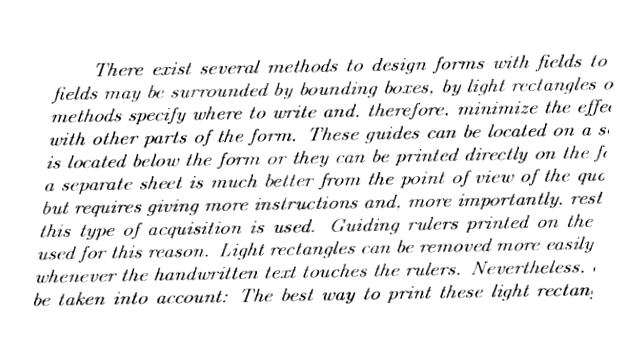 There exist several methods to design forms with fields to
fields may be surrounded by bounding boxes, by light rectangles
methods specify where to write and, therefore, minimize the
with other parts of the form. These guides can be located on a
is located below the form or they can be printed directly on the
a separate sheet is much better from the point of view of the
but requires giving more instructions and, more importantly, rest
this type of acquisition is used. Guiding rulers printed on the
used for this reason. Light rectangles can be removed more easily
whenever the handwritten text touches the rulers. Nevertheless,
be taken into account: The best way to print these light